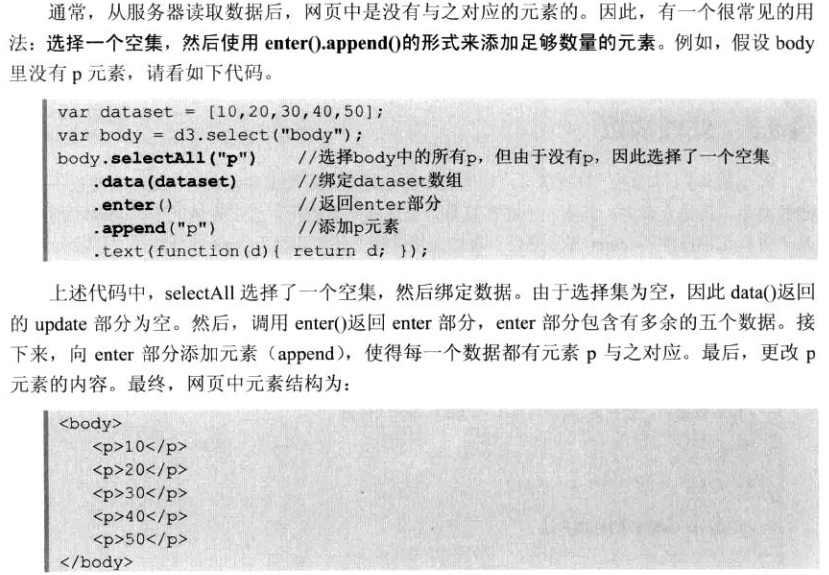 通常，从服务器读取数据后，网页中是没有与之对应的元素的。因此，有一个很常见的用
法：选择一个空集，然后使用 enter().append()的形式来添加足够数量的元素。例如，假设 body
里没有 p 元素，请看如下代码。
var dataset = [10,20,30,40,50];
var body = d3.select("body");
body.selectAll("p")    //选择body中的所有p，但由于没有p，因此选择了一个空集
    .data(dataset)     //绑定dataset数组
    .enter()           //返回enter部分
    .append("p")       //添加p元素
    .text(function(d){ return d; });
上述代码中，selectAll 选择了一个空集，然后绑定数据。由于选择集为空，因此 data()返回
的 update 部分为空。然后，调用 enter()返回 enter 部分，enter 部分包含有多余的五个数据。接
下来，向 enter 部分添加元素（append），使得每一个数据都有元素 p 与之对应。最后，更改 p
元素的内容。最终，网页中元素结构为：
<body>
    <p>10</p>
    <p>20</p>
    <p>30</p>
    <p>40</p>
    <p>50</p>
</body>